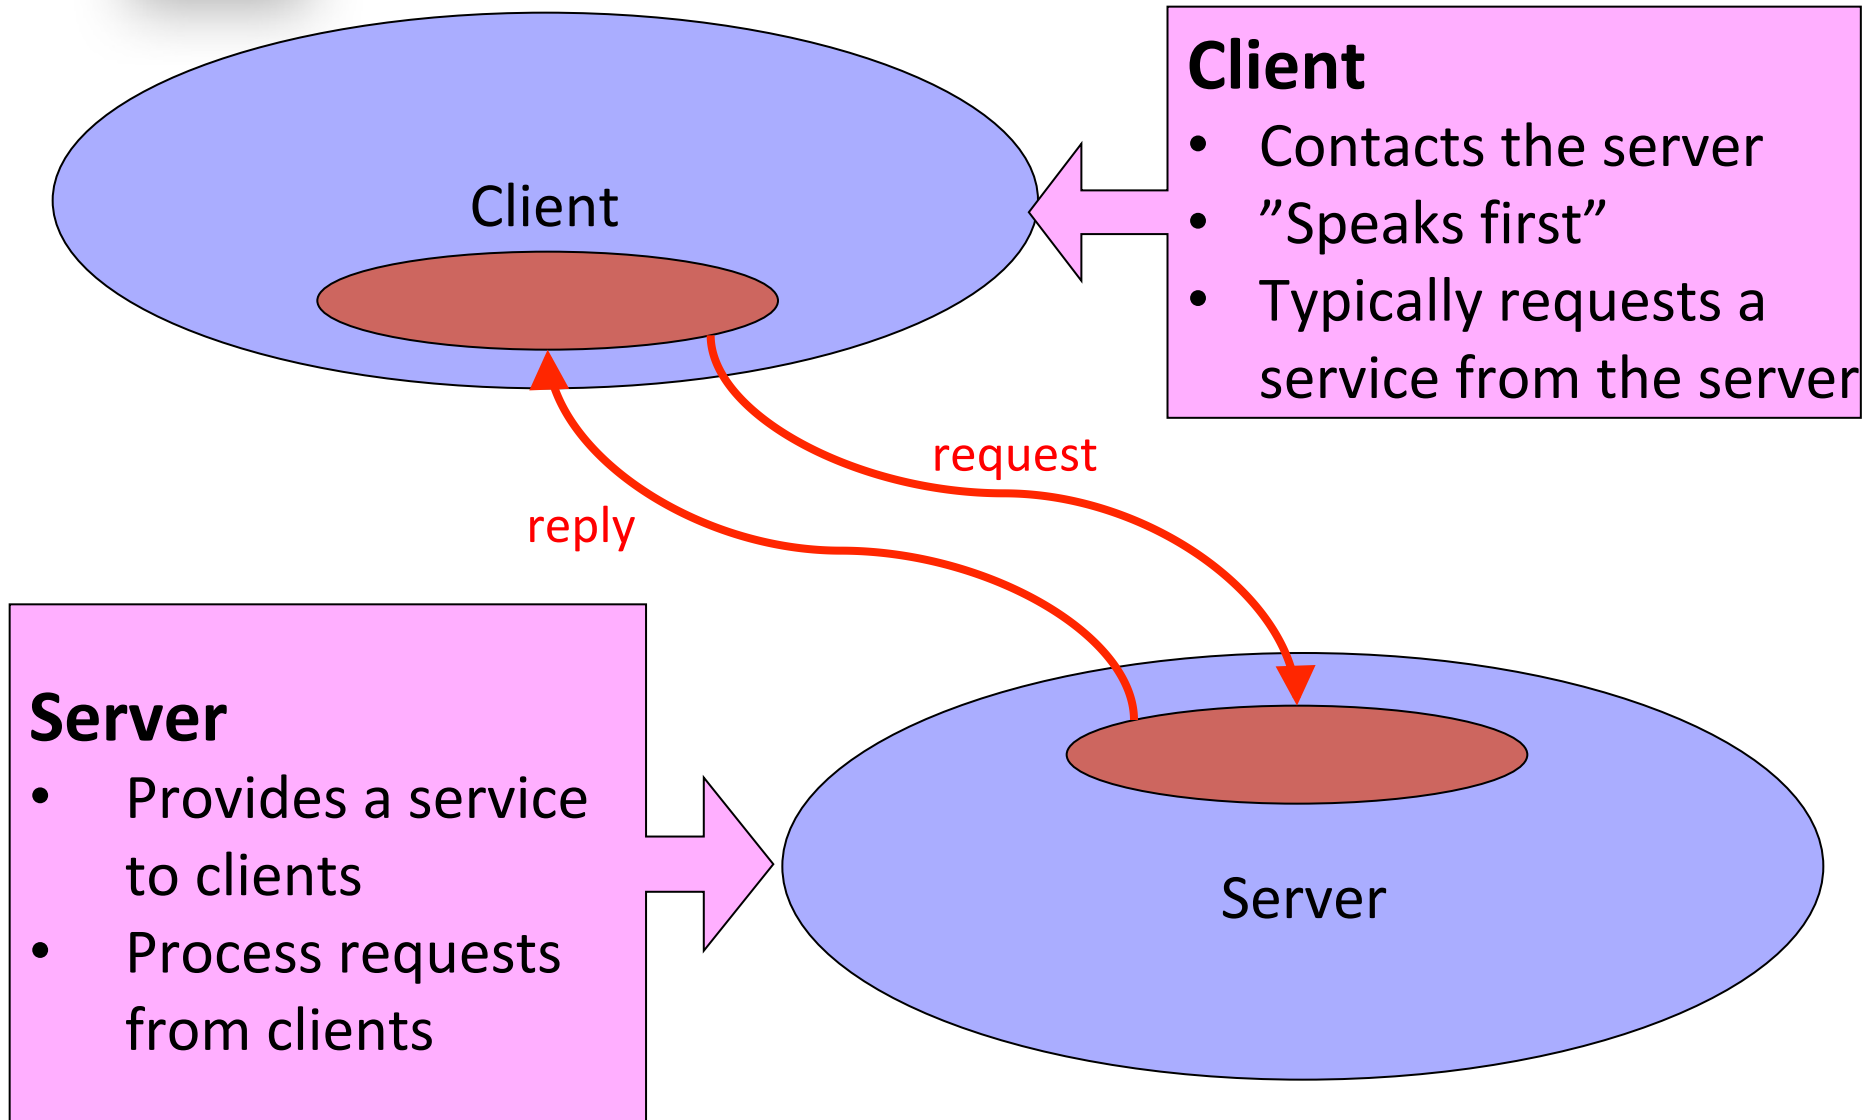 Client
Client
• Contacts the server
• ”Speaks first”
• Typically requests a
service from the server
request
reply
Server
• Provides a service
to clients
• Process requests
from clients
Server